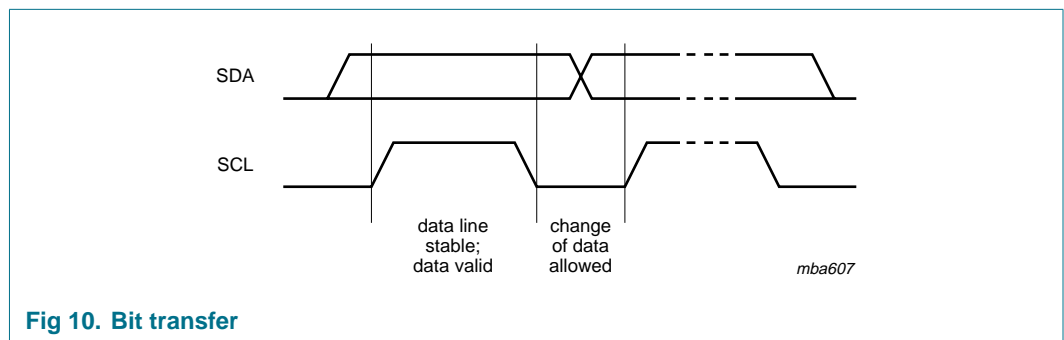 SDA
SCL
data line
stable;
data valid
change
of data
allowed
mba607
Fig 10. Bit transfer